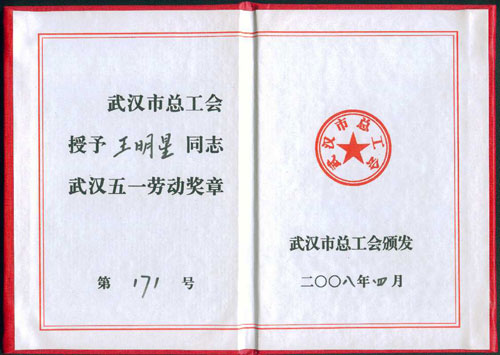 武汉市总工会
授予 王明星 同志
武汉五一劳动奖章
第 171 号
武汉市总工会
武汉市总工会颁发
二〇〇八年四月